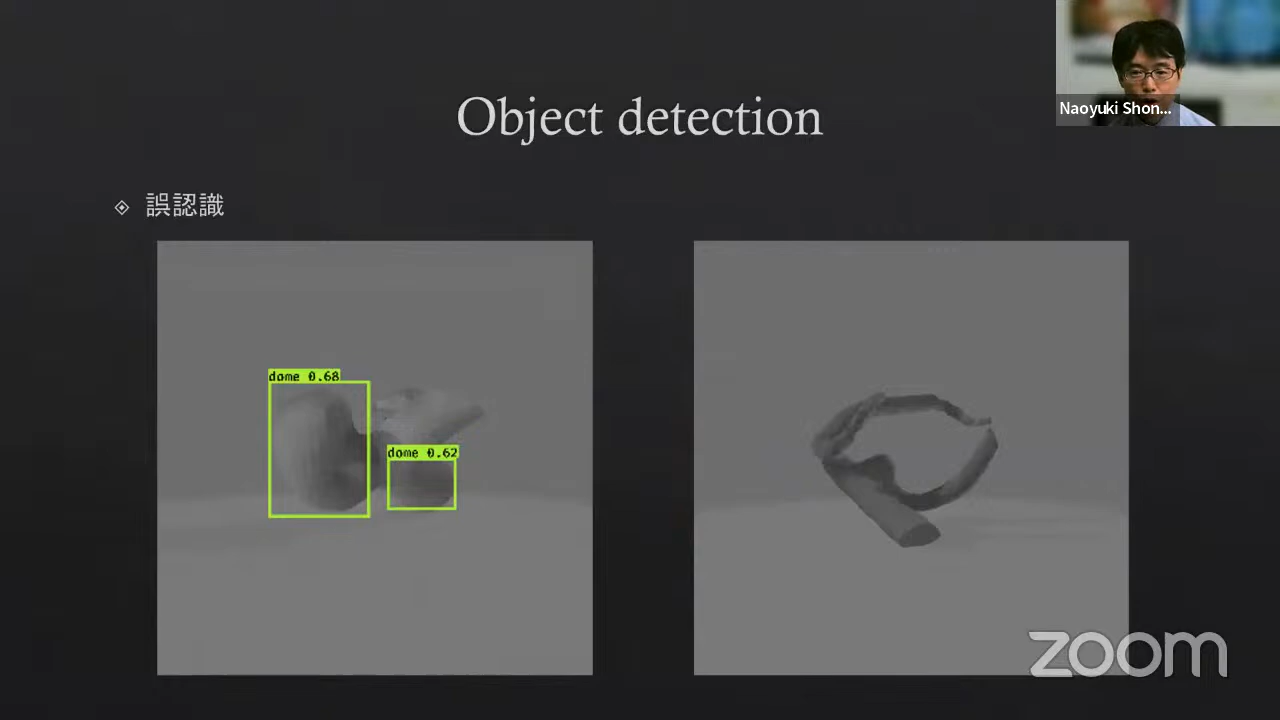 Naoyuki Shon...
Object detection
誤認識
dome 0.68
dome 0.62
zoom